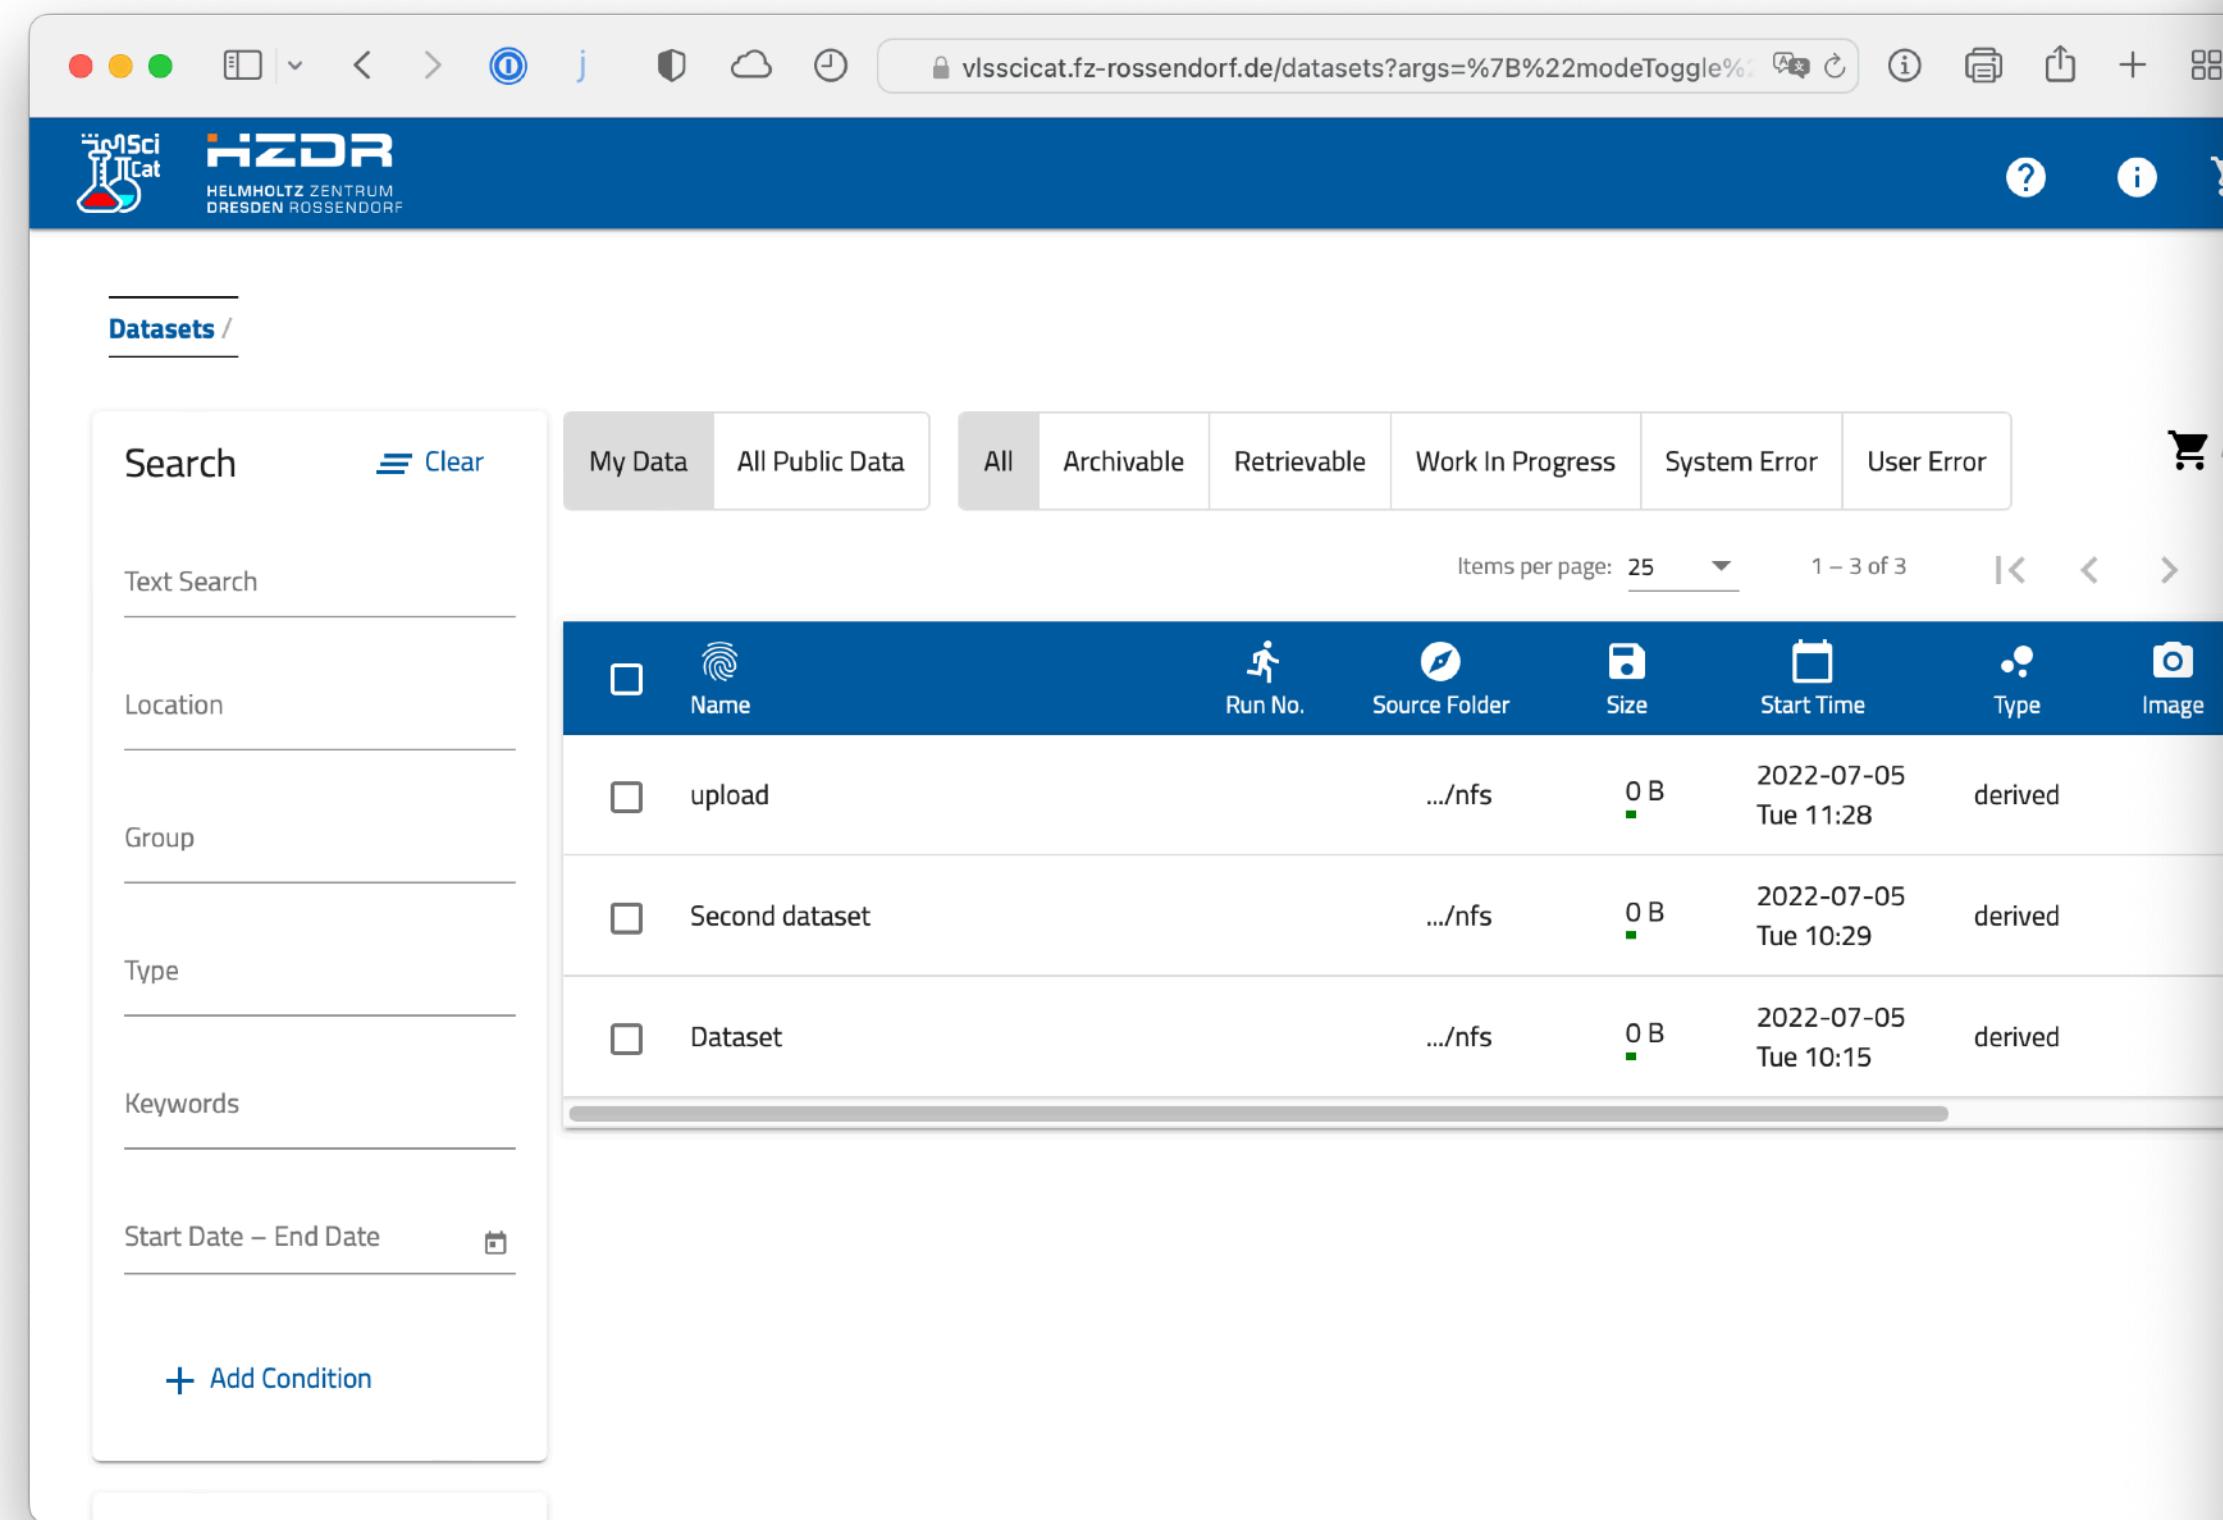 vlsscicat.fz-rossendorf.de/datasets?args=%7B%22modeToggle%
Sci
Cat
HZDR
HELMHOLTZ ZENTRUM
DRESDEN ROSSENDORF
Datasets /
Search
Clear
My Data
All Public Data
All
Archivable
Retrievable
Work In Progress
System Error
User Error
Text Search
Items per page: 25
1 – 3 of 3
Location
Name
Run No.
Source Folder
Size
Start Time
Type
Image
upload
.../nfs
0 B
2022-07-05
Tue 11:28
derived
Group
Second dataset
.../nfs
0 B
2022-07-05
Tue 10:29
derived
Type
Dataset
.../nfs
0 B
2022-07-05
Tue 10:15
derived
Keywords
Start Date – End Date
Add Condition